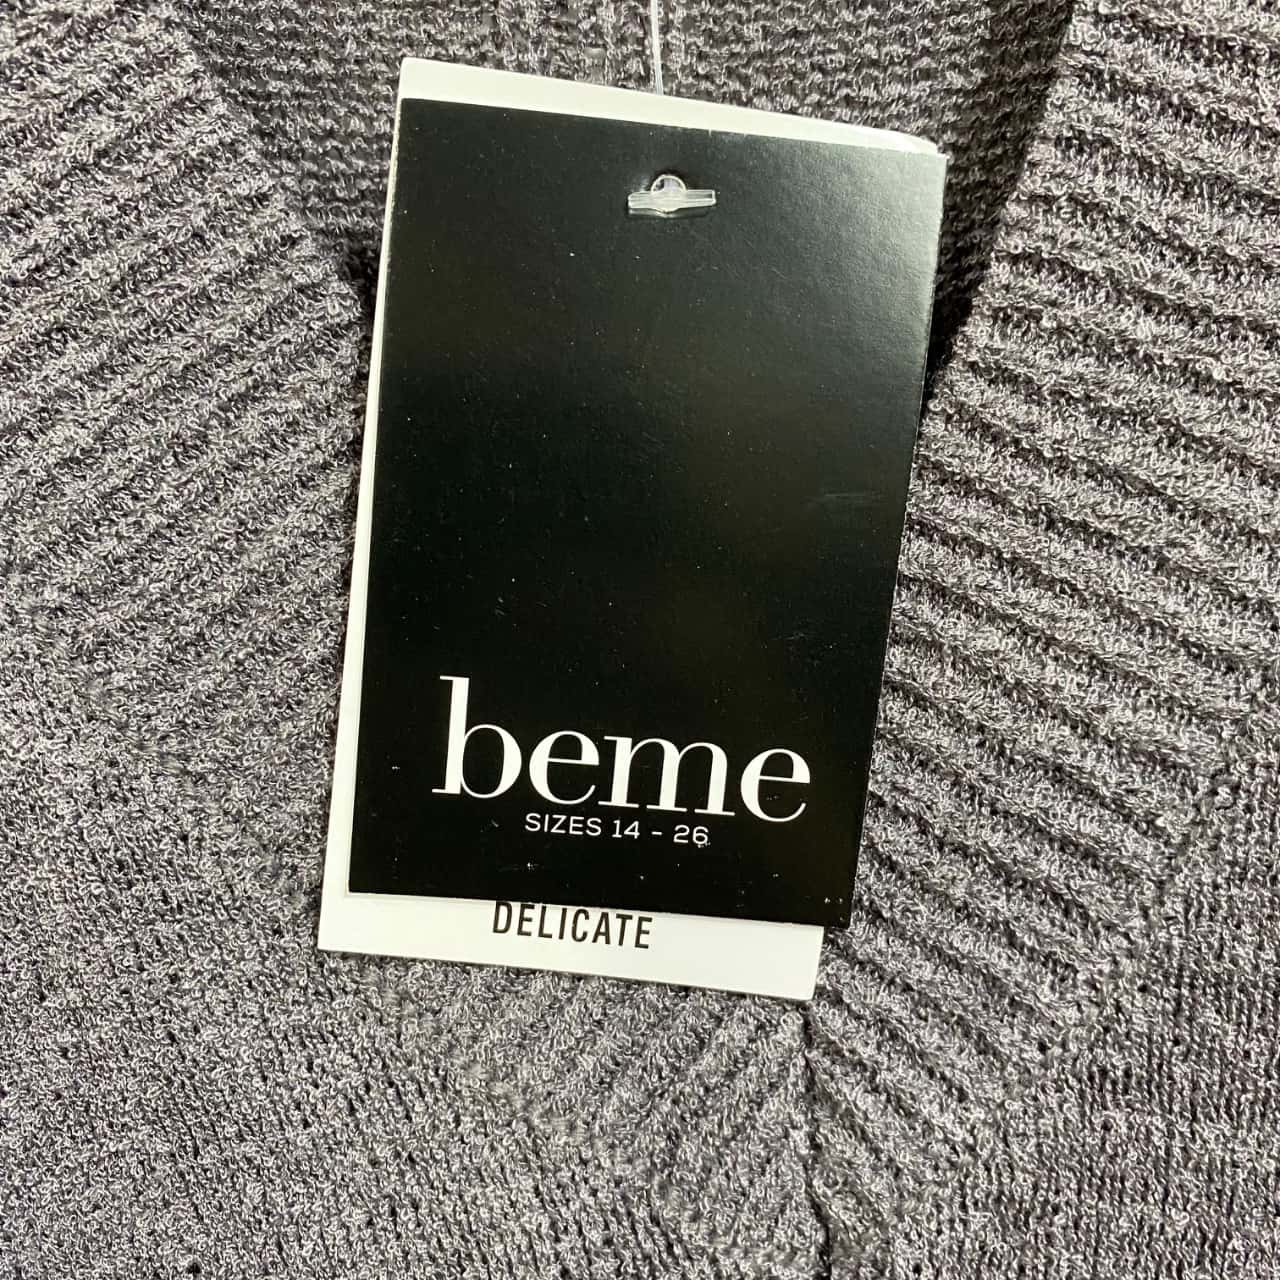 beme
SIZES 14 - 26
DELICATE